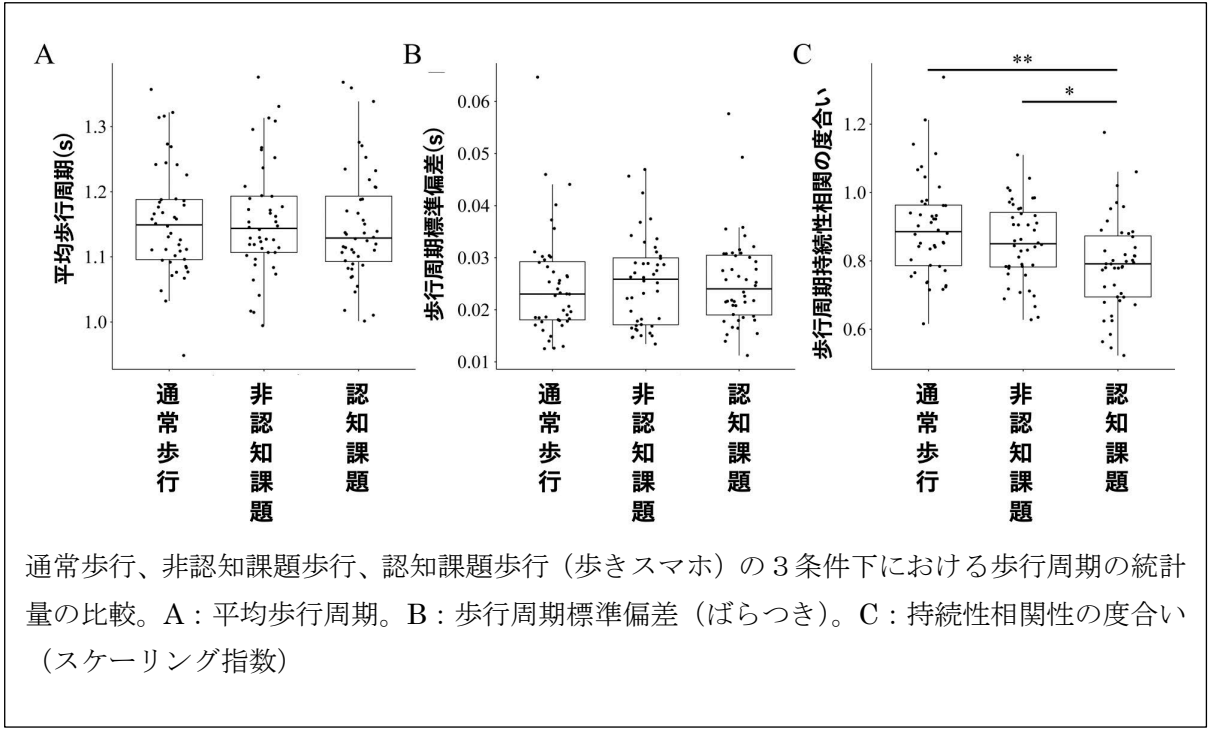 A
平均歩行周期(s)
1.3
1.2
1.1
1.0
通常歩行
非認知課題
認知課題
B
歩行周期標準偏差(s)
0.06
0.05
0.04
0.03
0.02
0.01
通常歩行
非認知課題
認知課題
C
歩行周期持続性相関の度合い
1.2
1.0
0.8
0.6
**
*
通常歩行
非認知課題
認知課題
通常歩行、非認知課題歩行、認知課題歩行（歩きスマホ）の３条件下における歩行周期の統計
量の比較。A：平均歩行周期。B：歩行周期標準偏差（ばらつき）。C：持続性相関性の度合い
（スケーリング指数）